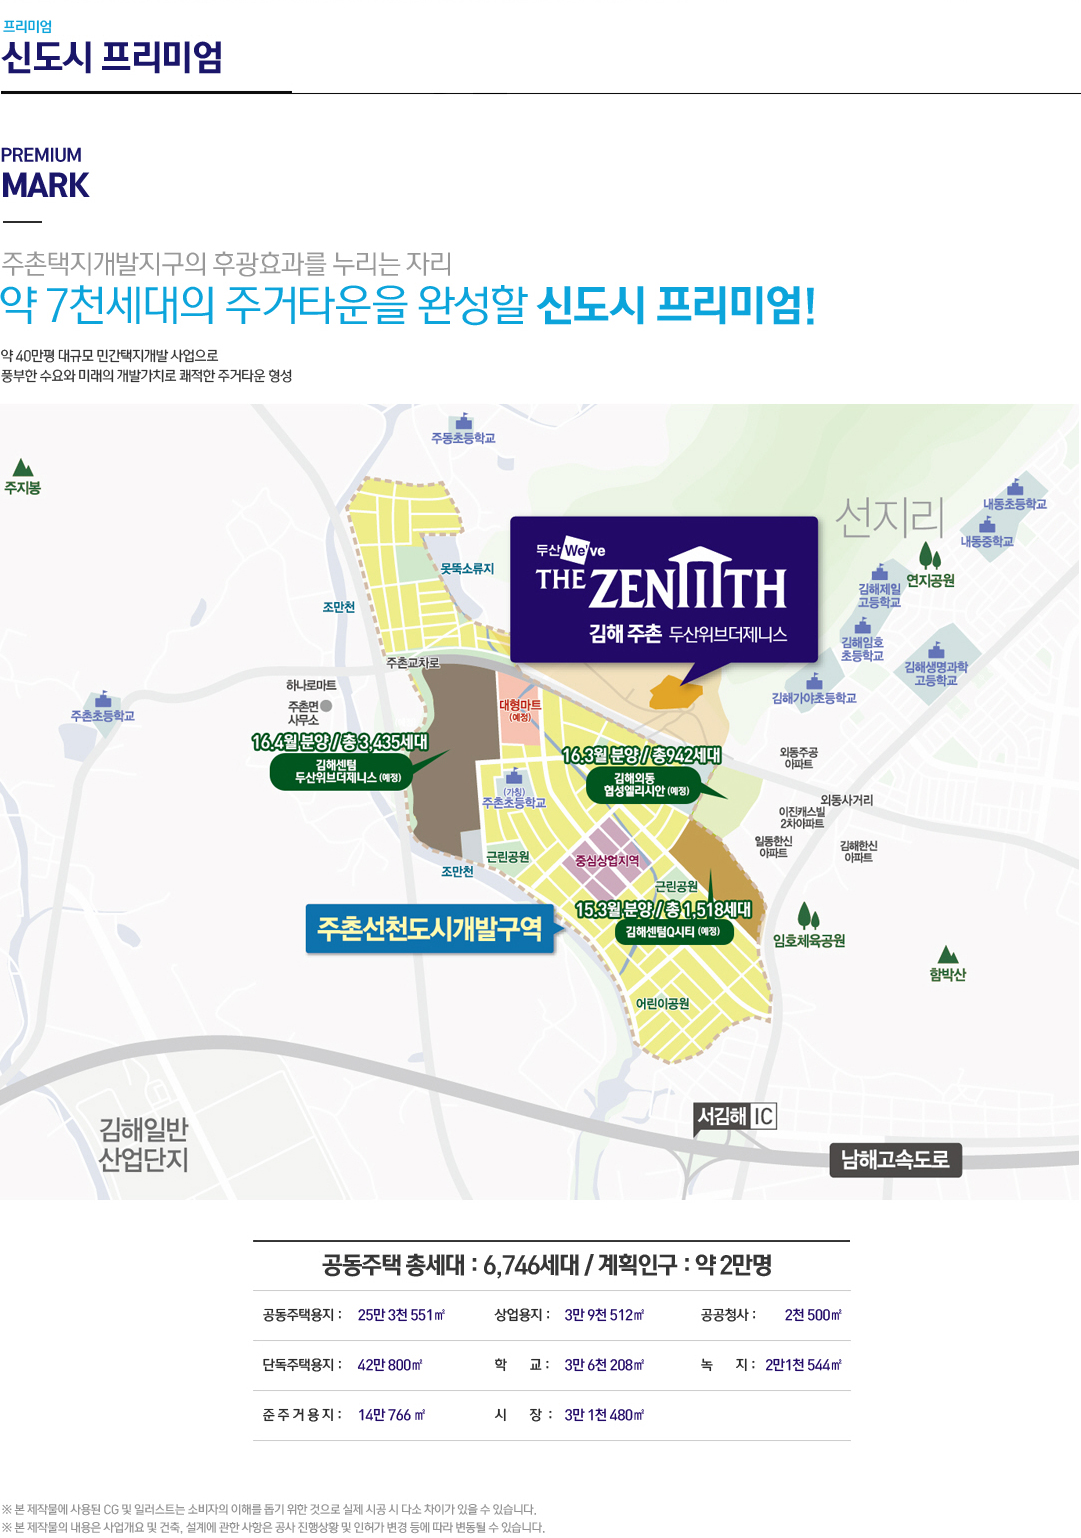 프리미엄
신도시 프리미엄
PREMIUM
MARK
주촌택지개발지구의 후광효과를 누리는 자리
약 7천세대의 주거타운을 완성할 신도시 프리미엄!
약 40만평 대규모 민간택지개발 사업으로
풍부한 수요와 미래의 개발가치로 쾌적한 주거타운 형성
주동초등학교
주지봉
선지리
내동초등학교
내동중학교
연지공원
김해제일
고등학교
김해임호
초등학교
김해생명과학
고등학교
김해가야초등학교
두산 We've
THE ZENITH
김해 주촌 두산위브더제니스
못뚝소류지
조만천
주촌교차로
하나로마트
주촌면
사무소
주촌초등학교
대형마트
(예정)
16.4월 분양 / 총 3,435세대
김해센텀
두산위브더제니스 (예정)
16.3월 분양 / 총942세대
김해외동
협성엘리시안 (예정)
(가칭)
주촌초등학교
외동주공
아파트
외동사거리
이진캐스빌
2차아파트
일동한신
아파트
김해한신
아파트
근린공원
중심상업지역
조만천
근린공원
15.3월 분양 / 총 1,518세대
김해센텀Q시티 (예정)
주촌선천도시개발구역
임호체육공원
함박산
어린이공원
김해일반
산업단지
서김해 IC
남해고속도로
공동주택 총세대 : 6,746세대 / 계획인구 : 약 2만명
공동주택용지 : 25만 3천 551㎡ 상업용지 : 3만 9천 512㎡ 공공청사 : 2천 500㎡
단독주택용지 : 42만 800㎡ 학 교 : 3만 6천 208㎡ 녹 지 : 2만1천 544㎡
준주거용지 : 14만 766 ㎡ 시 장 : 3만 1천 480㎡
※ 본 제작물에 사용된 CG 및 일러스트는 소비자의 이해를 돕기 위한 것으로 실제 시공 시 다소 차이가 있을 수 있습니다.
※ 본 제작물의 내용은 사업개요 및 건축, 설계에 관한 사항은 공사 진행상황 및 인허가 변경 등에 따라 변동될 수 있습니다.